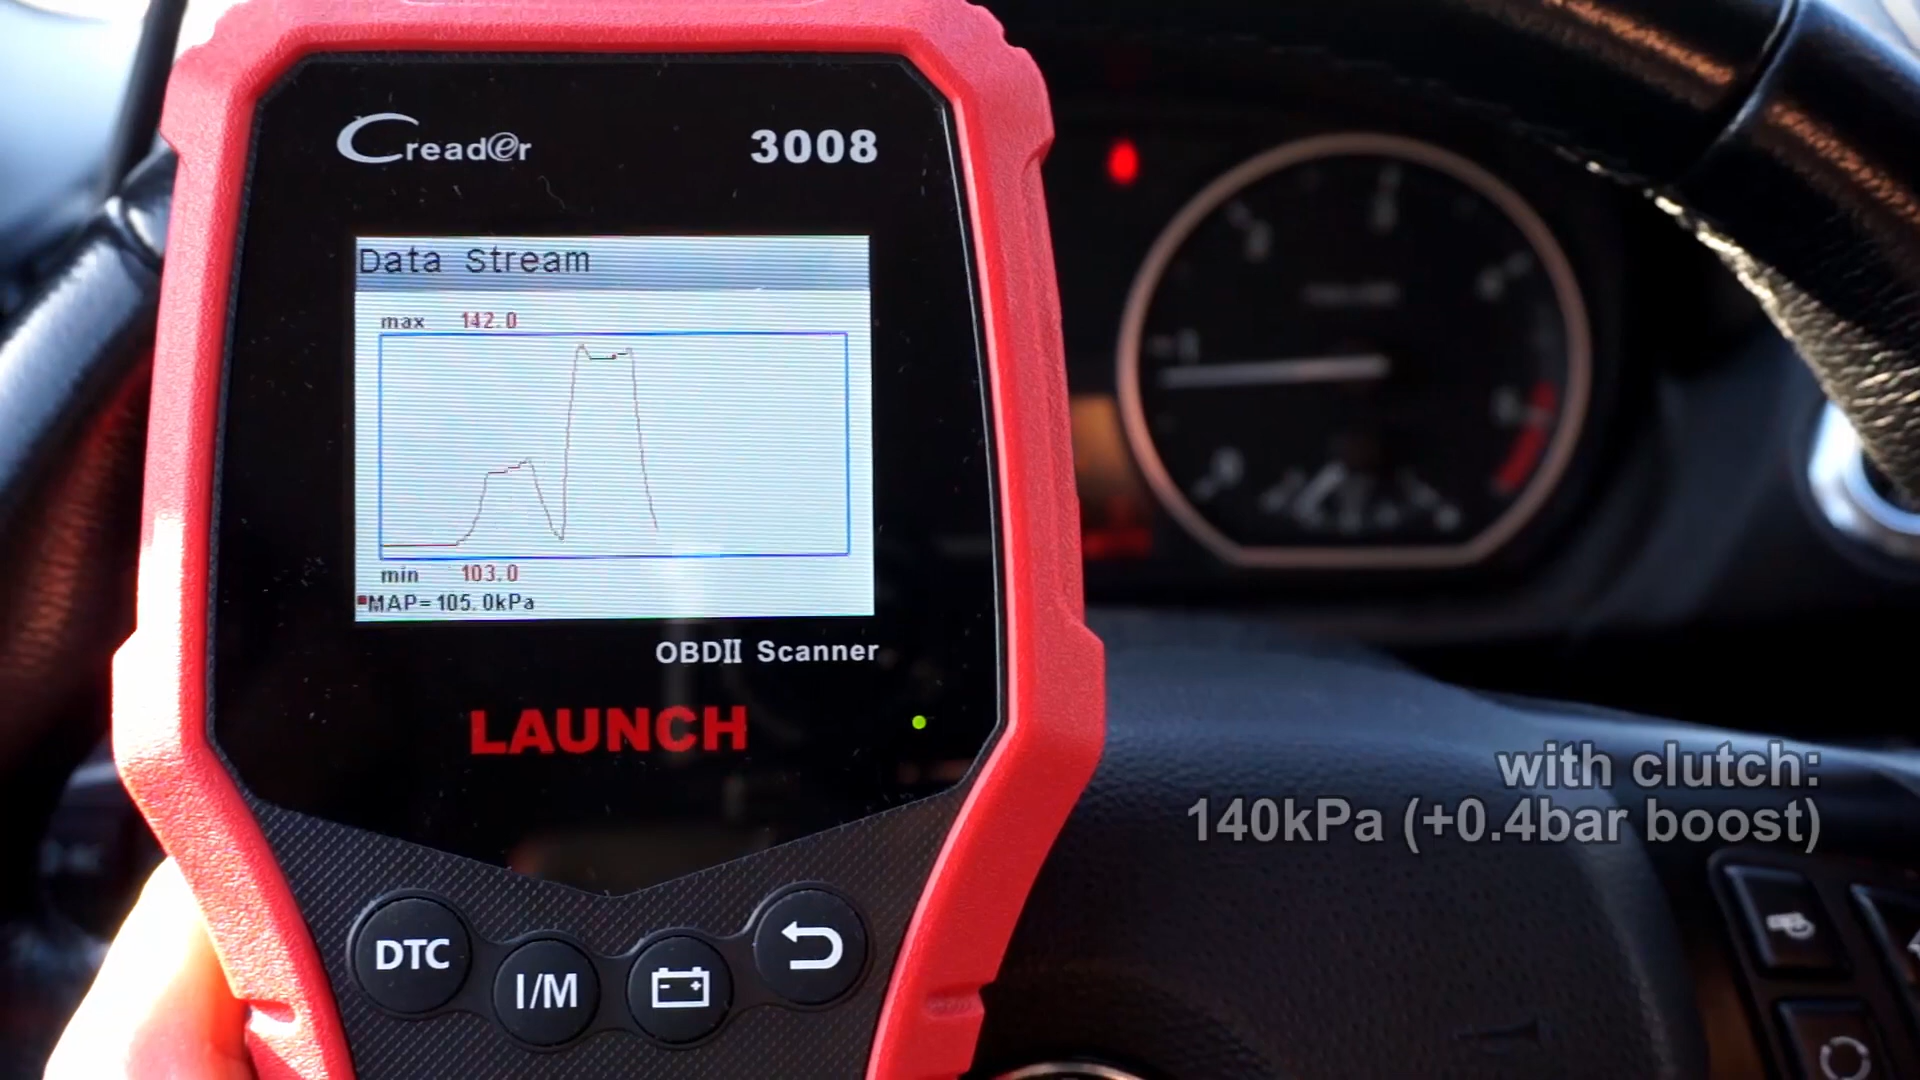 Creader 3008
Data Stream
max 142.0
min 103.0
MAP=105.0kPa
OBDII Scanner
LAUNCH
with clutch:
140kPa (+0.4bar boost)
DTC
I/M